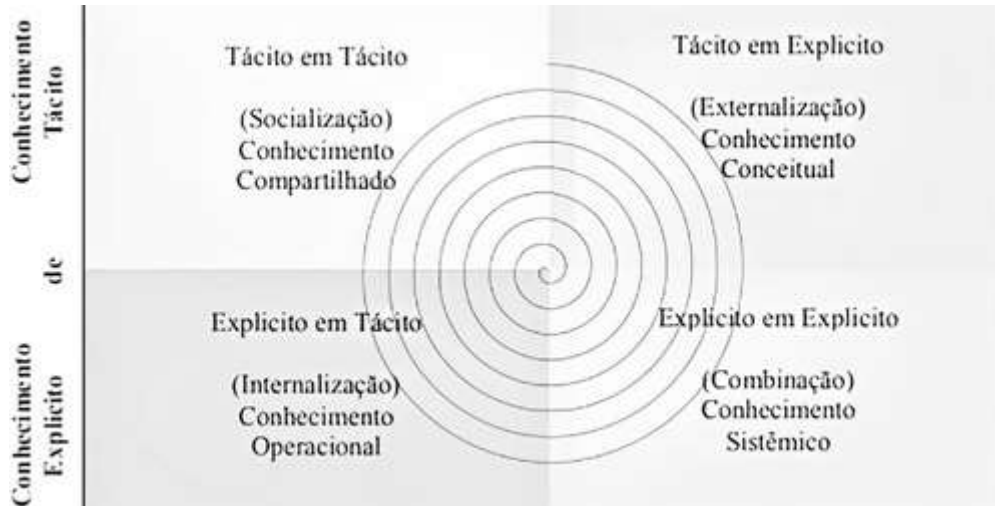 Conhecimento
Tácito
de
Conhecimento
Explícito
Tácito em Tácito
(Socialização)
Conhecimento
Compartilhado
Tácito em Explicito
(Externalização)
Conhecimento
Conceitual
Explicito em Tácito
(Internalização)
Conhecimento
Operacional
Explicito em Explicito
(Combinação)
Conhecimento
Sistêmico